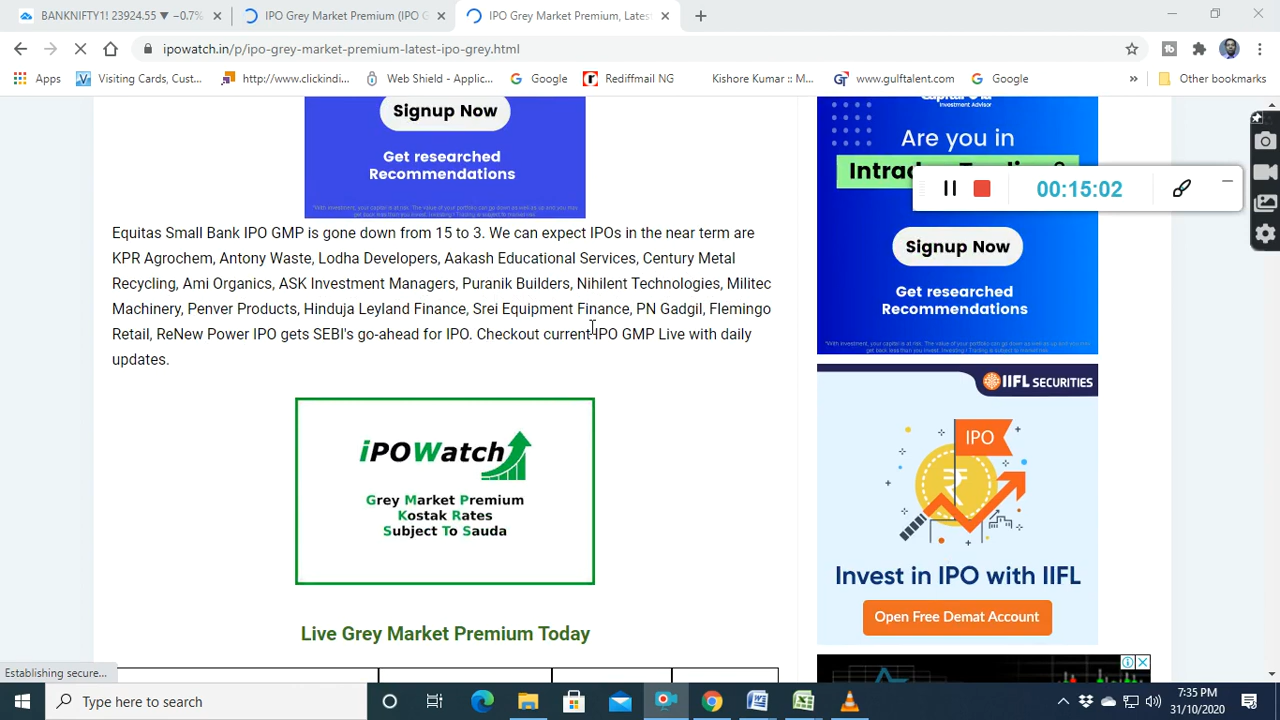 BANKNIFTY1! 23924.55 ▼ −0.7%
IPO Grey Market Premium (IPO G
IPO Grey Market Premium, Lates
ipowatch.in/p/ipo-grey-market-premium-latest-ipo-grey.html
Apps
Visiting Cards, Cust...
http://www.clickindi...
Web Shield - Applic...
Google
Rediffmail NG
Kishore Kumar :: M...
www.gulftalent.com
Google
»
Other bookmarks
Signup Now
Get researched
Recommendations
Equitas Small Bank IPO GMP is gone down from 15 to 3. We can expect IPOs in the near term are
KPR Agrochem, Antony Waste, Lodha Developers, Aakash Educational Services, Century Metal
Recycling, Ami Organics, ASK Investment Managers, Puranik Builders, Nihilent Technologies, Militec
Machinery, Power Products, Hinduja Leyland Finance, Srei Equipment Finance, PN Gadgil, Flemingo
Retail, ReNew Power IPO gets SEBI's go-ahead for IPO. Checkout current IPO GMP Live with daily
updates.
iPOWatch
Grey Market Premium
Kostak Rates
Subject To Sauda
Live Grey Market Premium Today
Investment Advisor
Are you in
00:15:02
Signup Now
Get researched
Recommendations
IIFL SECURITIES
IPO
₹
Invest in IPO with IIFL
Open Free Demat Account
Establishing secure...
Type here to search
7:35 PM
31/10/2020